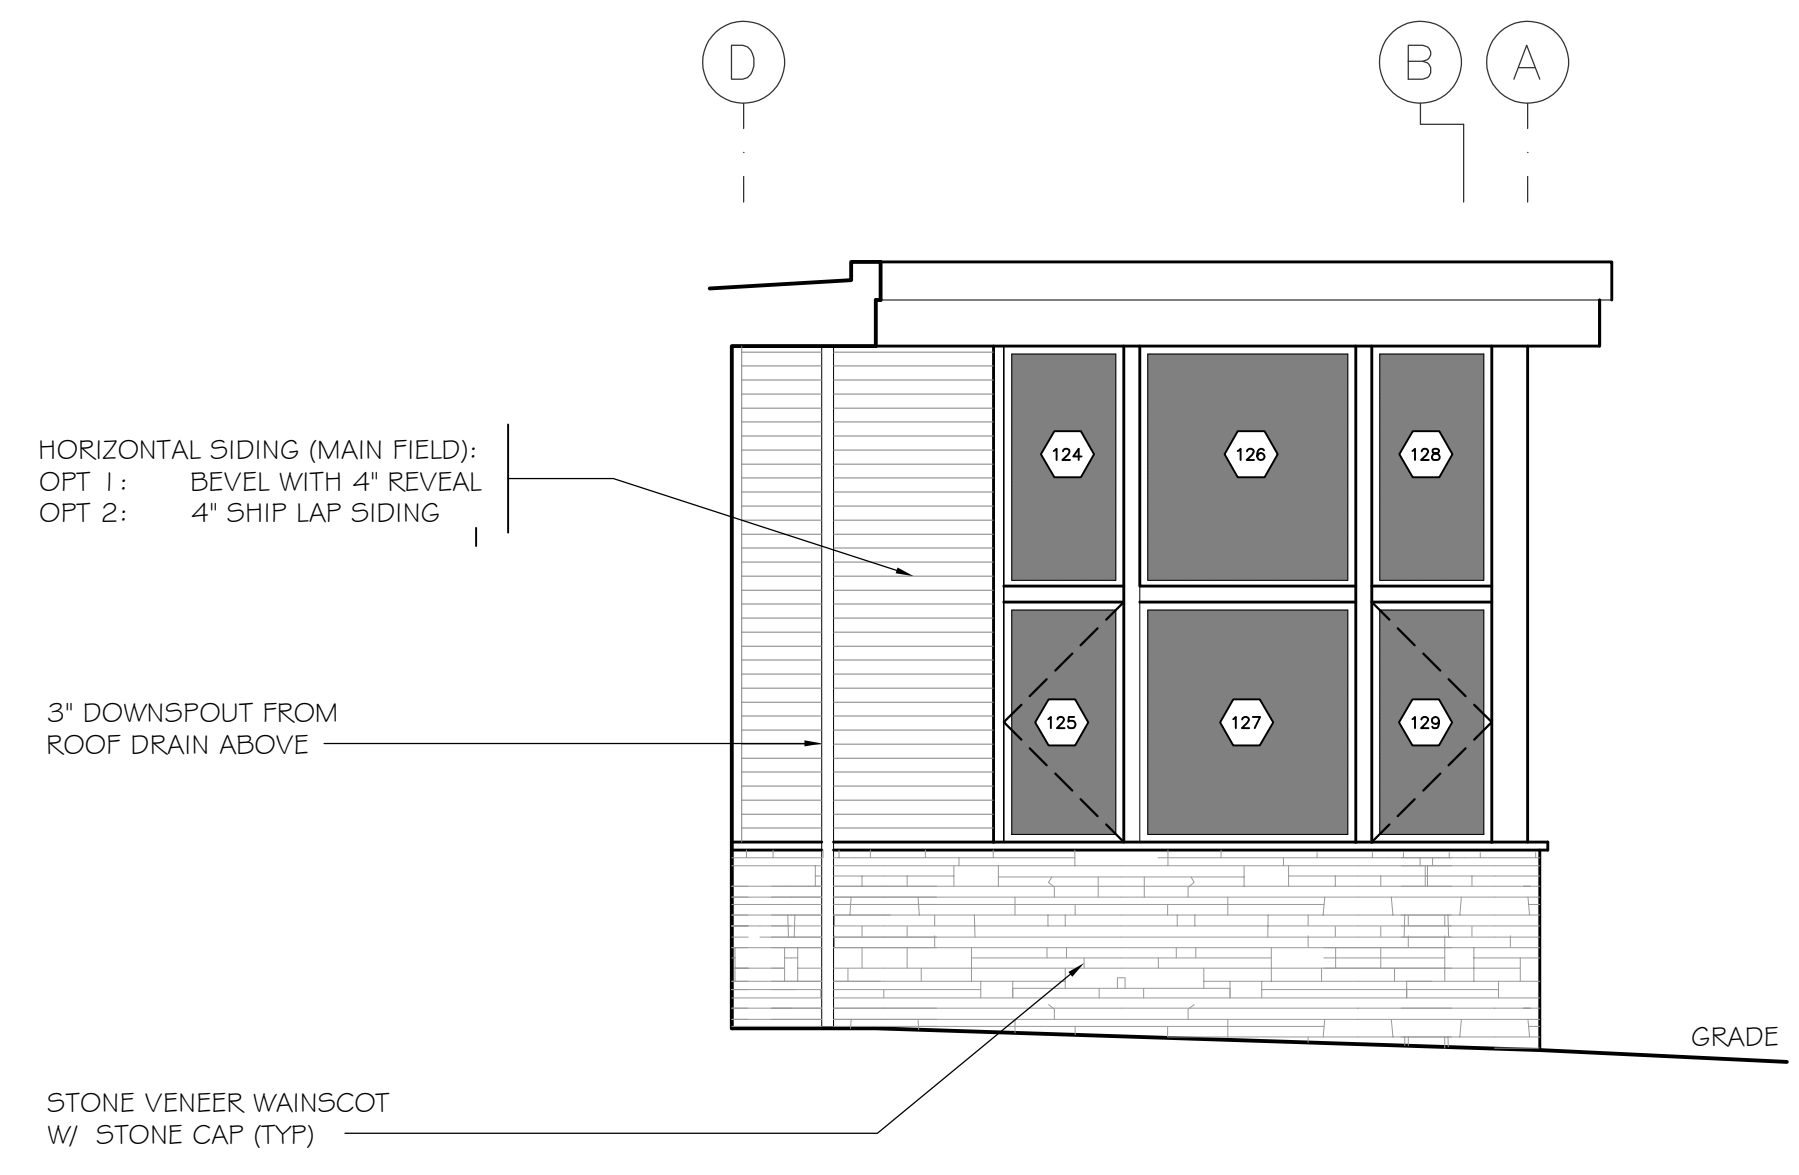 D
B
A
HORIZONTAL SIDING (MAIN FIELD):
OPT 1: BEVEL WITH 4" REVEAL
OPT 2: 4" SHIP LAP SIDING
124
126
128
3" DOWNSPOUT FROM
ROOF DRAIN ABOVE
125
127
129
GRADE
STONE VENEER WAINSCOT
W/ STONE CAP (TYP)